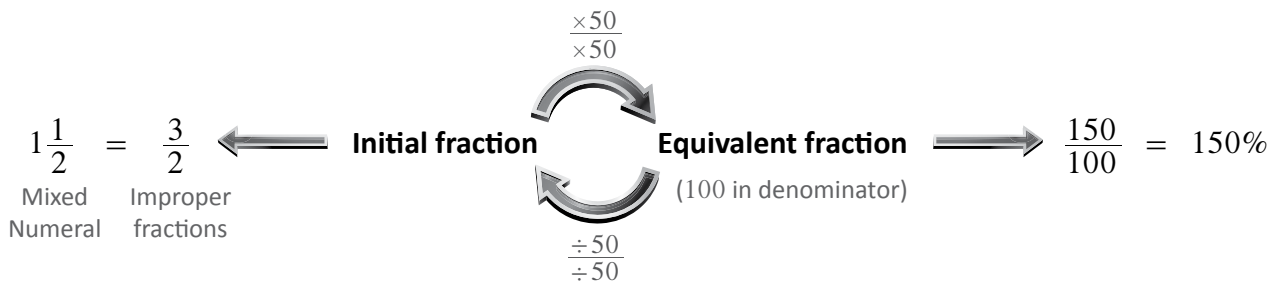 ×50
×50
1 1/2 = 3/2
Initial fraction
Equivalent fraction
150/100 = 150%
Mixed
Numeral
Improper
fractions
(100 in denominator)
÷50
÷50